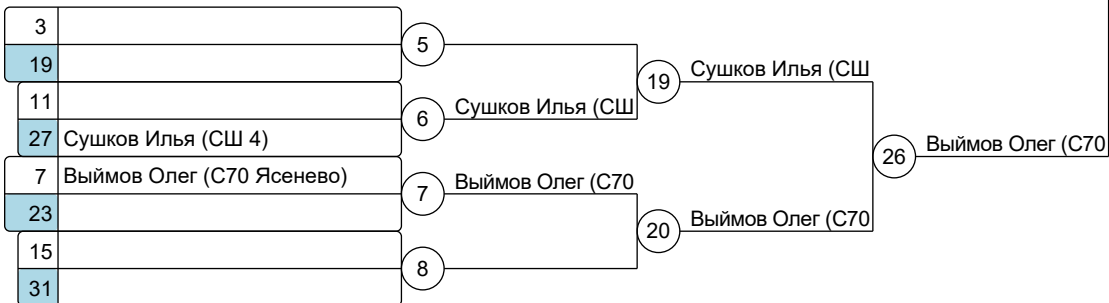 3
19
11
27 Сушков Илья (СШ 4)
7 Выймов Олег (С70 Ясенево)
23
15
31
5
6 Сушков Илья (СШ
7 Выймов Олег (С70
8
19 Сушков Илья (СШ
20 Выймов Олег (С70
26 Выймов Олег (С70